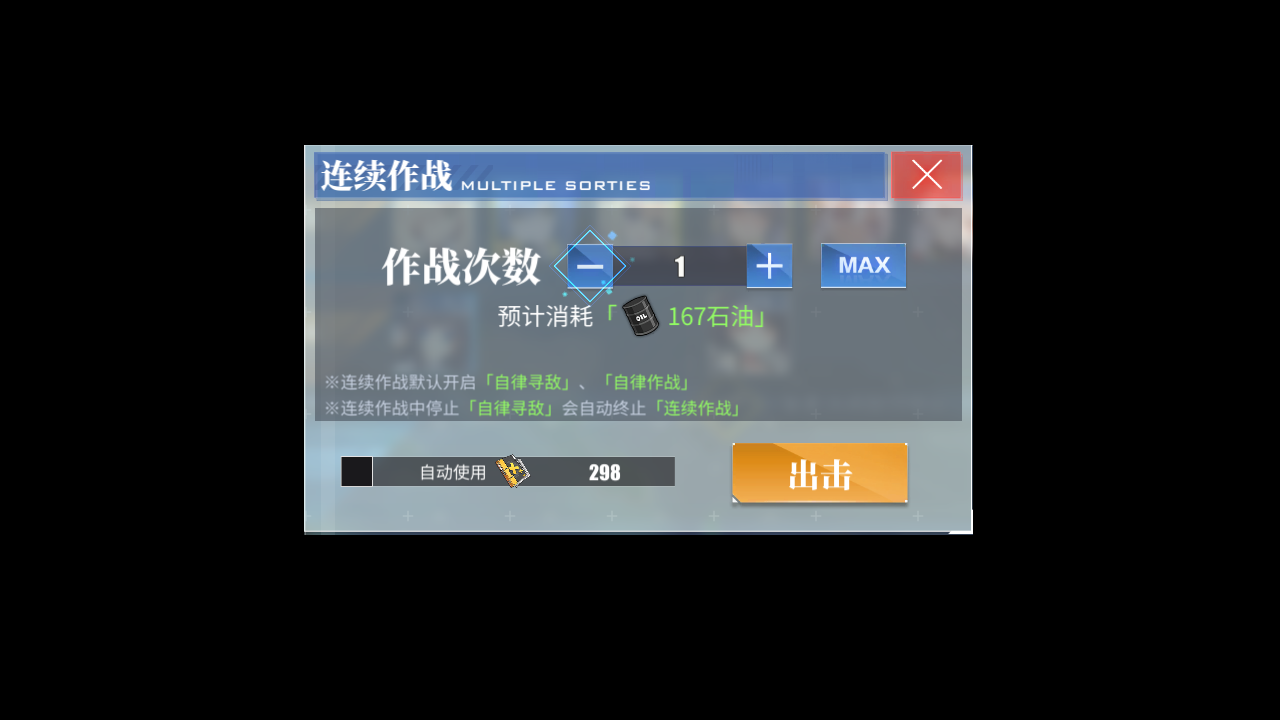 连续作战 MULTIPLE SORTIES
作战次数 1 MAX
预计消耗「OIL 167石油」
※连续作战默认开启「自律寻敌」、「自律作战」
※连续作战中停止「自律寻敌」会自动终止「连续作战」
自动使用 298
出击